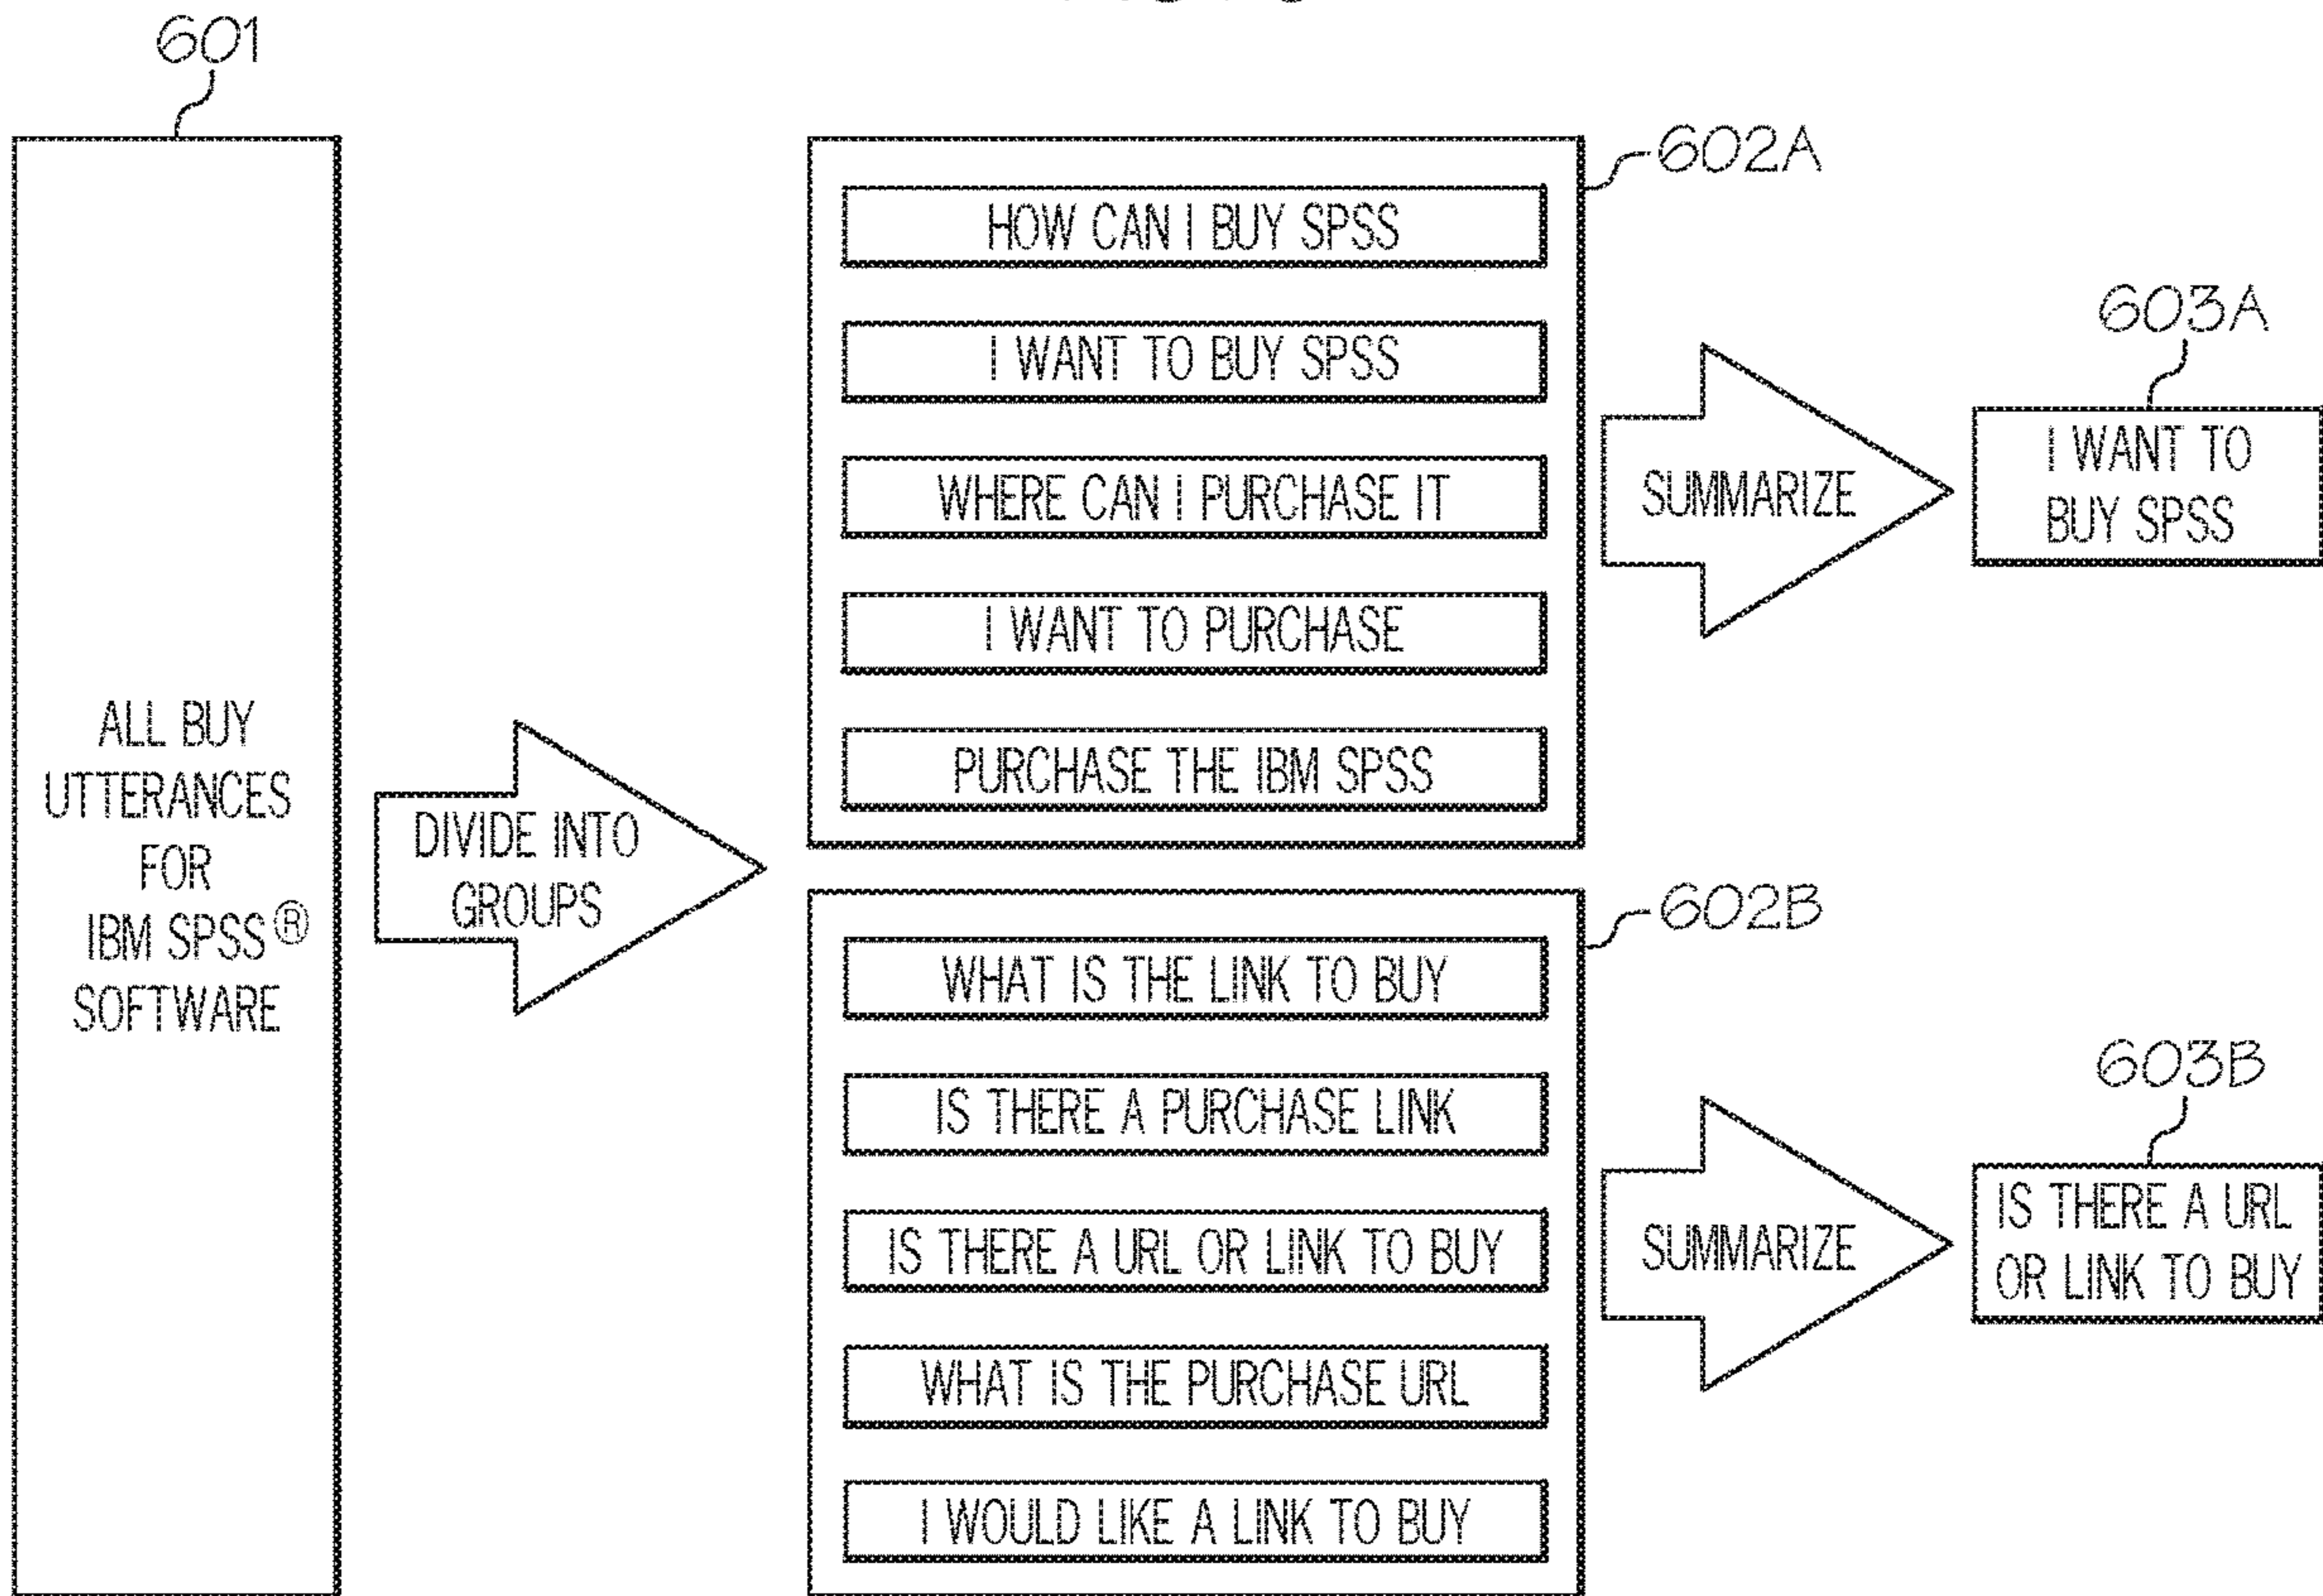 601
ALL BUY
UTTERANCES
FOR
IBM SPSS®
SOFTWARE
DIVIDE INTO
GROUPS
602A
HOW CAN I BUY SPSS
I WANT TO BUY SPSS
WHERE CAN I PURCHASE IT
I WANT TO PURCHASE
PURCHASE THE IBM SPSS
SUMMARIZE
603A
I WANT TO
BUY SPSS
602B
WHAT IS THE LINK TO BUY
IS THERE A PURCHASE LINK
IS THERE A URL OR LINK TO BUY
WHAT IS THE PURCHASE URL
I WOULD LIKE A LINK TO BUY
SUMMARIZE
603B
IS THERE A URL
OR LINK TO BUY